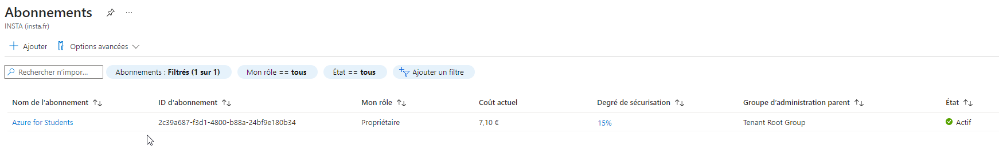 Abonnements
INSTA (insta.fr)
Ajouter Options avancées
Rechercher n’impor... Abonnements : Filtrés (1 sur 1) Mon rôle == tous État == tous Ajouter un filtre
Nom de l'abonnement ID d'abonnement Mon rôle Coût actuel Degré de sécurisation Groupe d’administration parent État
Azure for Students 2c39a687-f3d1-4800-b88a-24bf9e180b34 Propriétaire 7,10 € 15% Tenant Root Group Actif